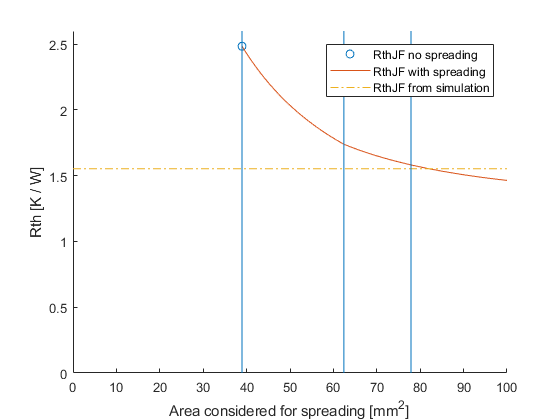 RthJF no spreading
RthJF with spreading
RthJF from simulation
2.5
2
1.5
1
0.5
0
Rth [K / W]
0 10 20 30 40 50 60 70 80 90 100
Area considered for spreading [mm2]